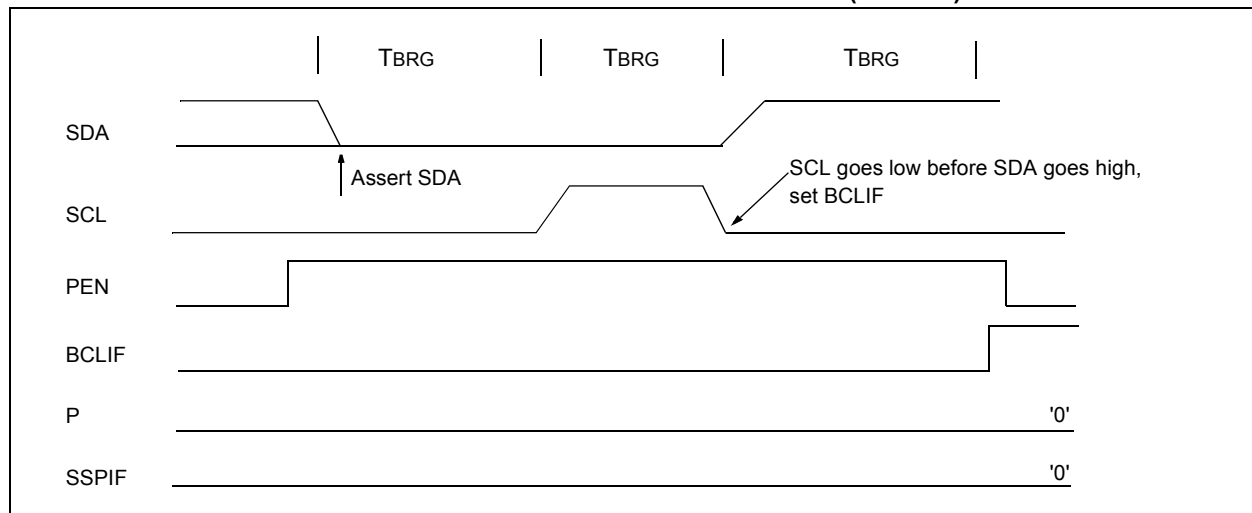 TBRG TBRG TBRG
SDA
Assert SDA
SCL goes low before SDA goes high,
set BCLIF
SCL
PEN
BCLIF
P '0'
SSPIF '0'